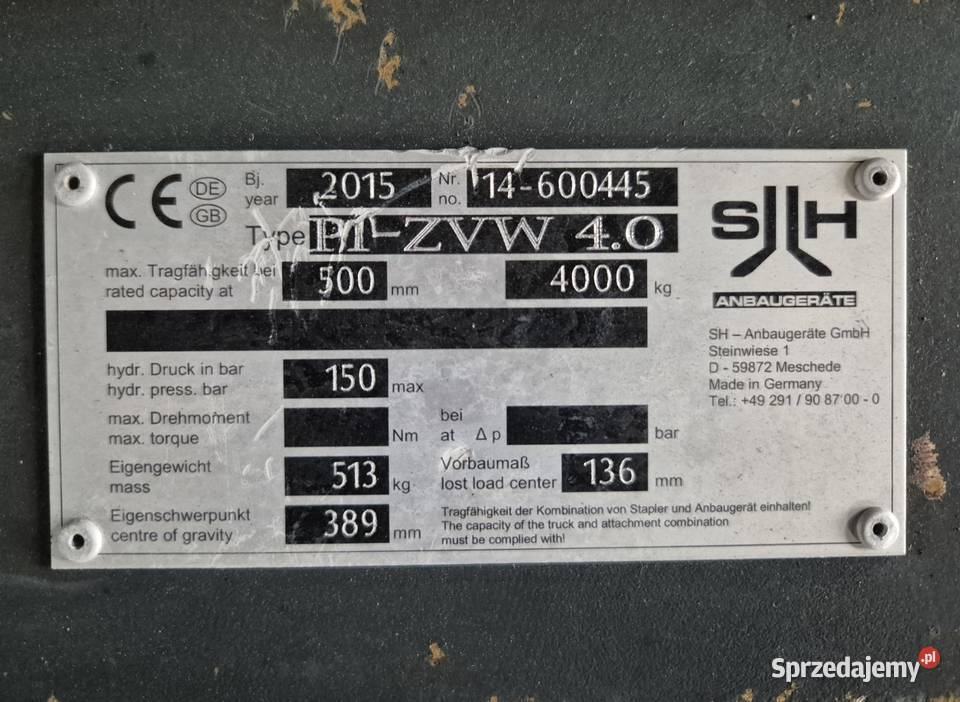 CE DE GB
Bj. year 2015 Nr. no. 14-600445
Type PI-ZVW 4.0
max. Tragfähigkeit bei
rated capacity at 500 mm 4000 kg
hydr. Druck in bar
hydr. press. bar 150 max
max. Drehmoment
max. torque Nm bei at Δp bar
Eigengewicht
mass 513 kg
Vorbaumaß
lost load center 136 mm
Eigenschwerpunkt
centre of gravity 389 mm
Tragfähigkeit der Kombination von Stapler und Anbaugerät einhalten!
The capacity of the truck and attachment combination
must be complied with!
SH
ANBAUGERÄTE
SH – Anbaugeräte GmbH
Steinwiese 1
D - 59872 Meschede
Made in Germany
Tel.: +49 291 / 90 87 00 - 0
Sprzedajemy.pl